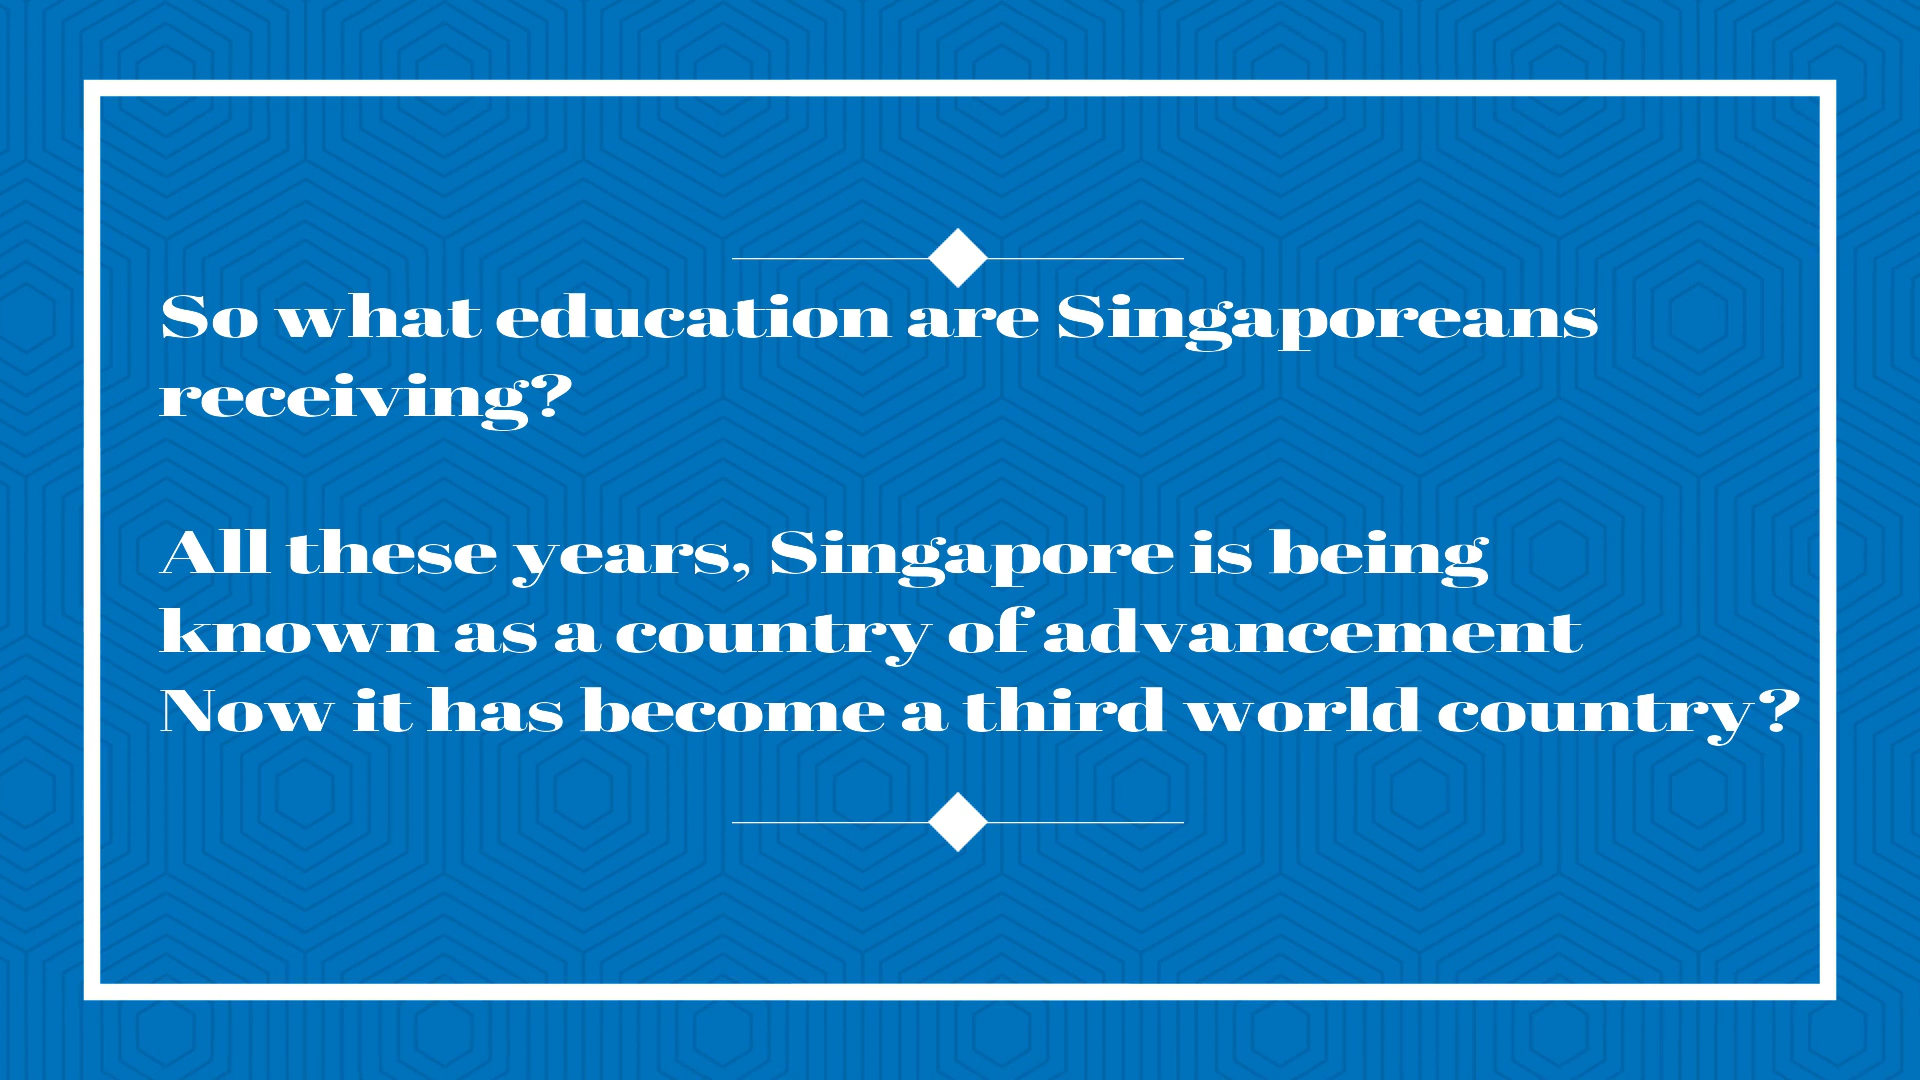 So what education are Singaporeans
receiving?
All these years, Singapore is being
known as a country of advancement
Now it has become a third world country?